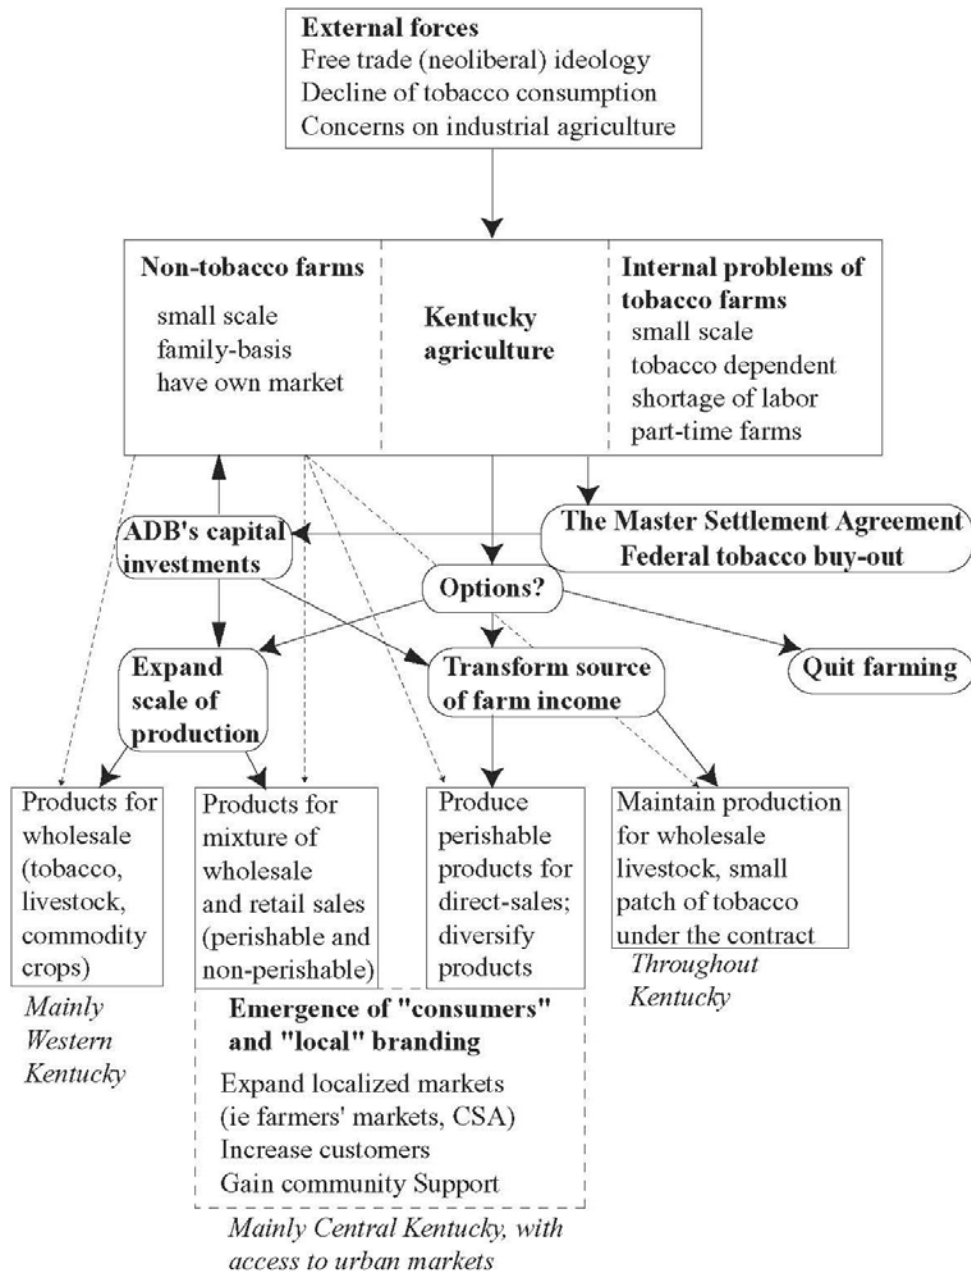 External forces
Free trade (neoliberal) ideology
Decline of tobacco consumption
Concerns on industrial agriculture
Non-tobacco farms
small scale
family-basis
have own market
Kentucky
agriculture
Internal problems of
tobacco farms
small scale
tobacco dependent
shortage of labor
part-time farms
ADB's capital
investments
The Master Settlement Agreement
Federal tobacco buy-out
Options?
Expand
scale of
production
Transform source
of farm income
Quit farming
Products for
wholesale
(tobacco,
livestock,
commodity
crops)
Mainly
Western
Kentucky
Products for
mixture of
wholesale
and retail sales
(perishable and
non-perishable)
Produce
perishable
products for
direct-sales;
diversify
products
Maintain production
for wholesale
livestock, small
patch of tobacco
under the contract
Throughout
Kentucky
Emergence of "consumers"
and "local" branding
Expand localized markets
(ie farmers' markets, CSA)
Increase customers
Gain community Support
Mainly Central Kentucky, with
access to urban markets